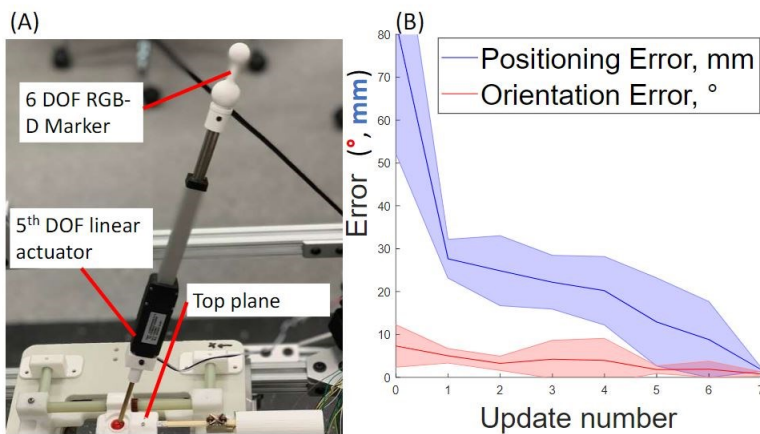 (A)
6 DOF RGB-
D Marker
5th DOF linear
actuator
Top plane
(B)
Positioning Error, mm
Orientation Error, °
Error (°, mm)
80
70
60
50
40
30
20
10
0
0 1 2 3 4 5 6 7
Update number